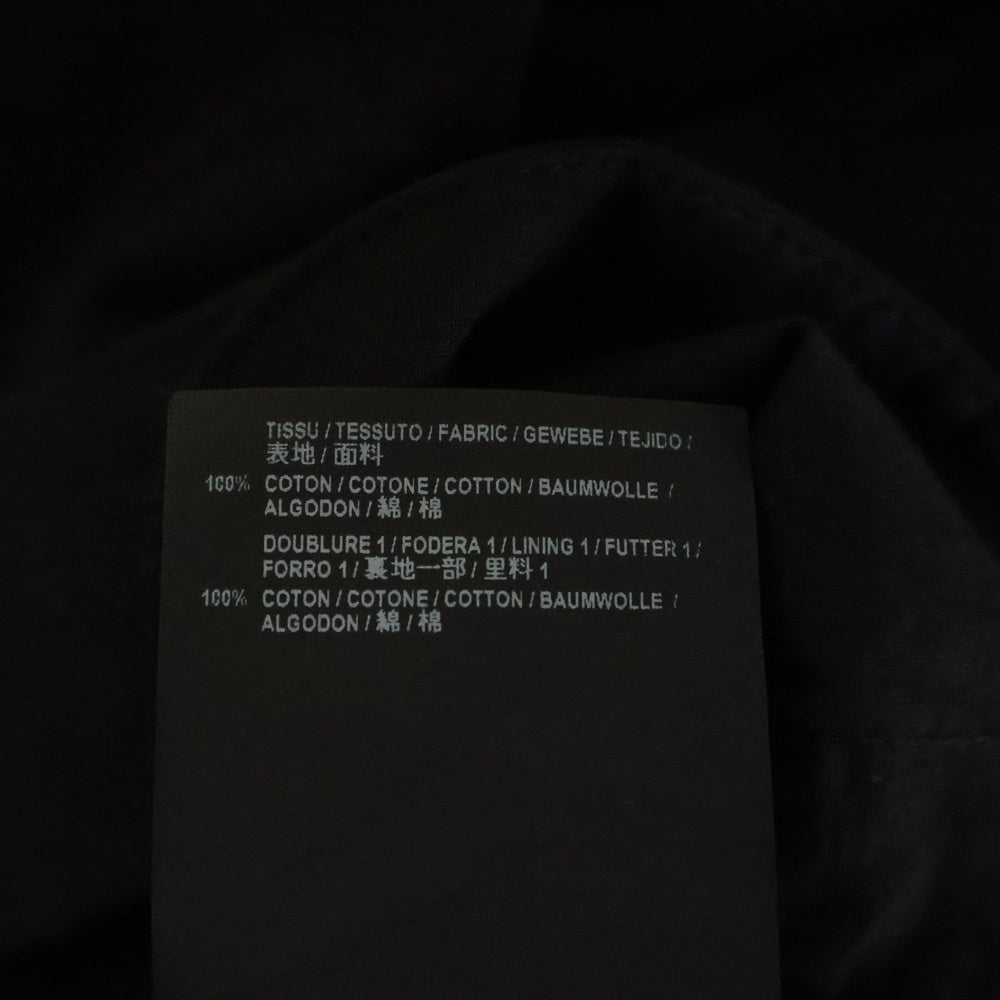 TISSU / TESSUTO / FABRIC / GEWEBE / TEJIDO /
表地 / 面料
100% COTON / COTONE / COTTON / BAUMWOLLE /
ALGODON / 綿 / 棉
DOUBLURE 1 / FODERA 1 / LINING 1 / FUTTER 1 /
FORRO 1 / 裏地一部 / 里料 1
100% COTON / COTONE / COTTON / BAUMWOLLE /
ALGODON / 綿 / 棉